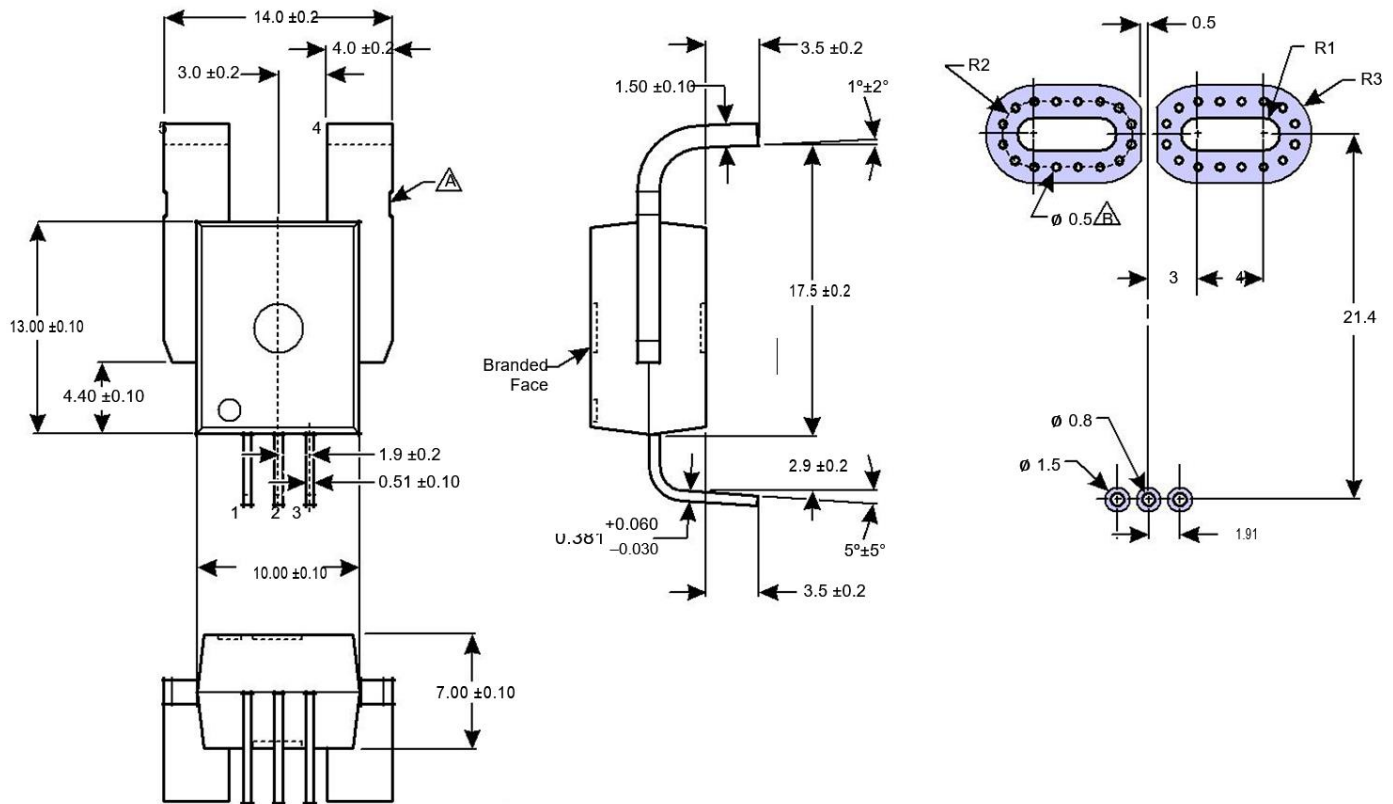 14.0 ±0.2
4.0 ±0.2
3.0 ±0.2
5
4
A
13.00 ±0.10
4.40 ±0.10
1.9 ±0.2
0.51 ±0.10
1
2
3
10.00 ±0.10
7.00 ±0.10
3.5 ±0.2
1.50 ±0.10
1°±2°
17.5 ±0.2
Branded
Face
2.9 ±0.2
0.381
+0.060
–0.030
5°±5°
3.5 ±0.2
0.5
R1
R2
R3
ø 0.5
B
3
4
21.4
ø 0.8
ø 1.5
1.91